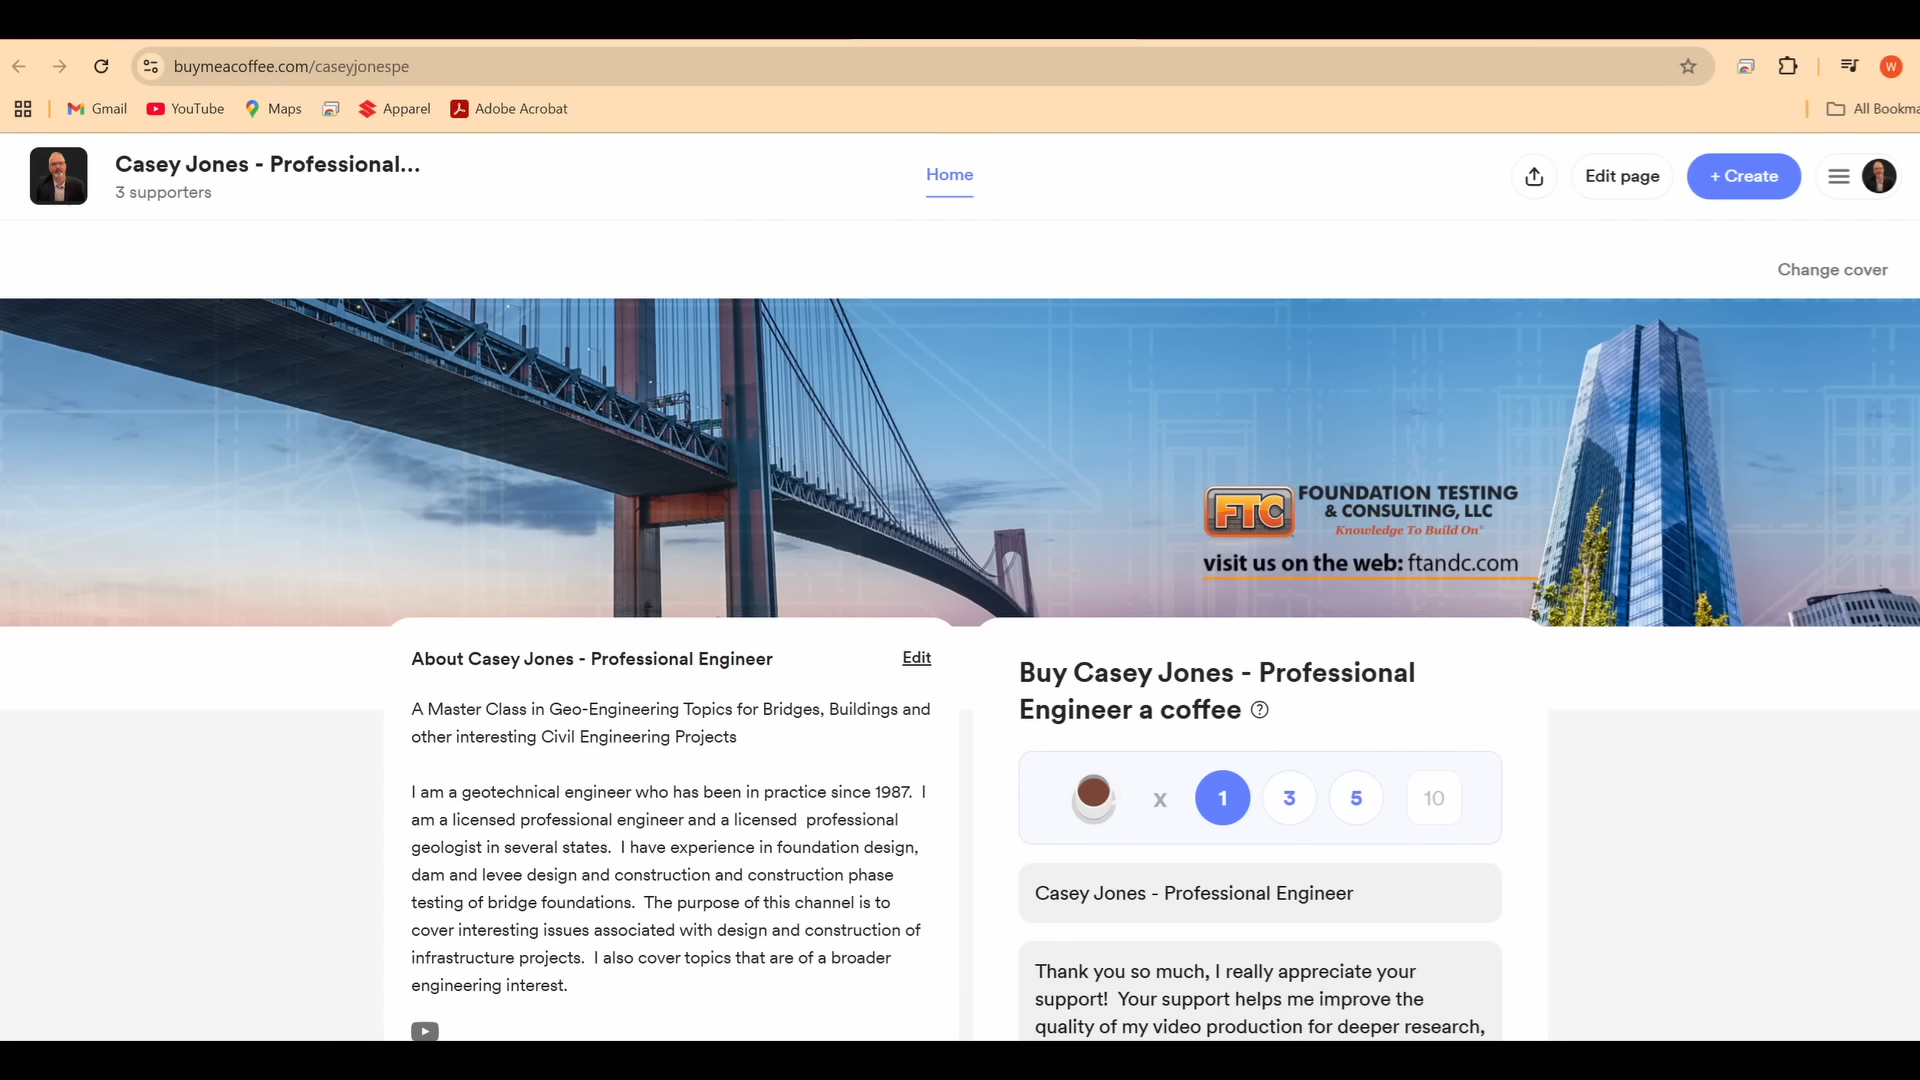 buymeacoffee.com/caseyjonespe
W
Gmail
YouTube
Maps
Apparel
Adobe Acrobat
All Bookma
Casey Jones - Professional...
3 supporters
Home
Edit page
+ Create
Change cover
FTC
FOUNDATION TESTING
& CONSULTING, LLC
Knowledge To Build On®
visit us on the web: ftandc.com
About Casey Jones - Professional Engineer
Edit
A Master Class in Geo-Engineering Topics for Bridges, Buildings and
other interesting Civil Engineering Projects
I am a geotechnical engineer who has been in practice since 1987. I
am a licensed professional engineer and a licensed professional
geologist in several states. I have experience in foundation design,
dam and levee design and construction and construction phase
testing of bridge foundations. The purpose of this channel is to
cover interesting issues associated with design and construction of
infrastructure projects. I also cover topics that are of a broader
engineering interest.
Buy Casey Jones - Professional
Engineer a coffee ?
x 1 3 5 10
Casey Jones - Professional Engineer
Thank you so much, I really appreciate your
support! Your support helps me improve the
quality of my video production for deeper research,